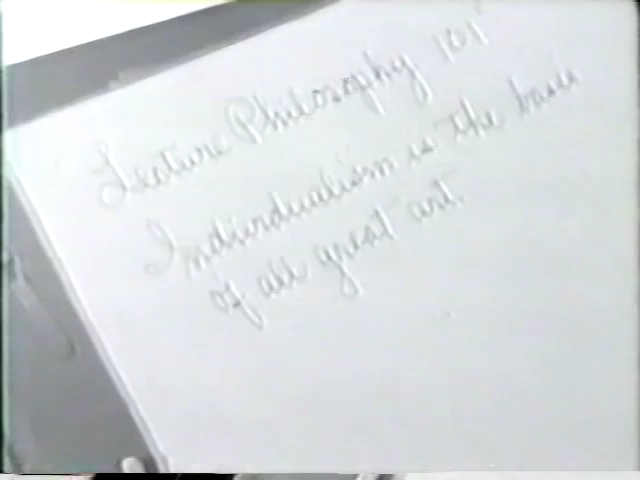 Lecture Philosophy 101
Individualism is the basis
of all great art.